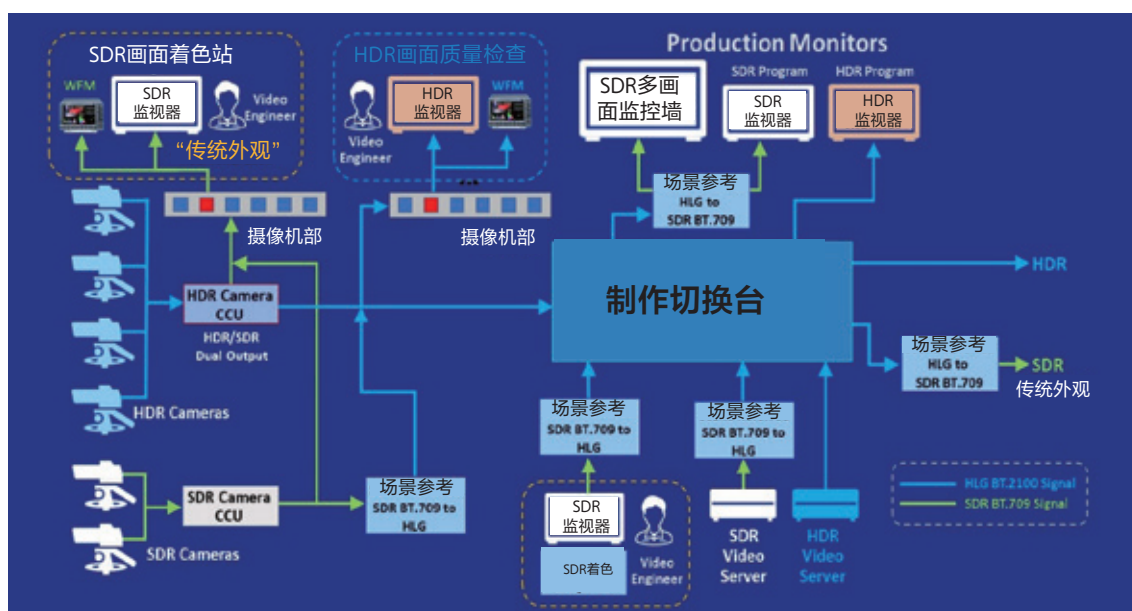 SDR画面着色站
WFM
SDR
监视器
Video
Engineer
“传统外观”
HDR画面质量检查
Video
Engineer
HDR
监视器
WFM
Production Monitors
SDR多画
面监控墙
SDR Program
SDR
监视器
HDR Program
HDR
监视器
摄像机部
摄像机部
场景参考
HLG to
SDR BT.709
HDR Camera
CCU
HDR/SDR
Dual Output
HDR Cameras
制作切换台
HDR
场景参考
HLG to
SDR BT.709
SDR
传统外观
SDR Camera
CCU
SDR Cameras
场景参考
SDR BT.709 to
HLG
场景参考
SDR BT.709 to
HLG
场景参考
SDR BT.709 to
HLG
SDR
监视器
SDR着色
Video
Engineer
SDR
Video
Server
HDR
Video
Server
HLG BT.2100 Signal
SDR BT.709 Signal